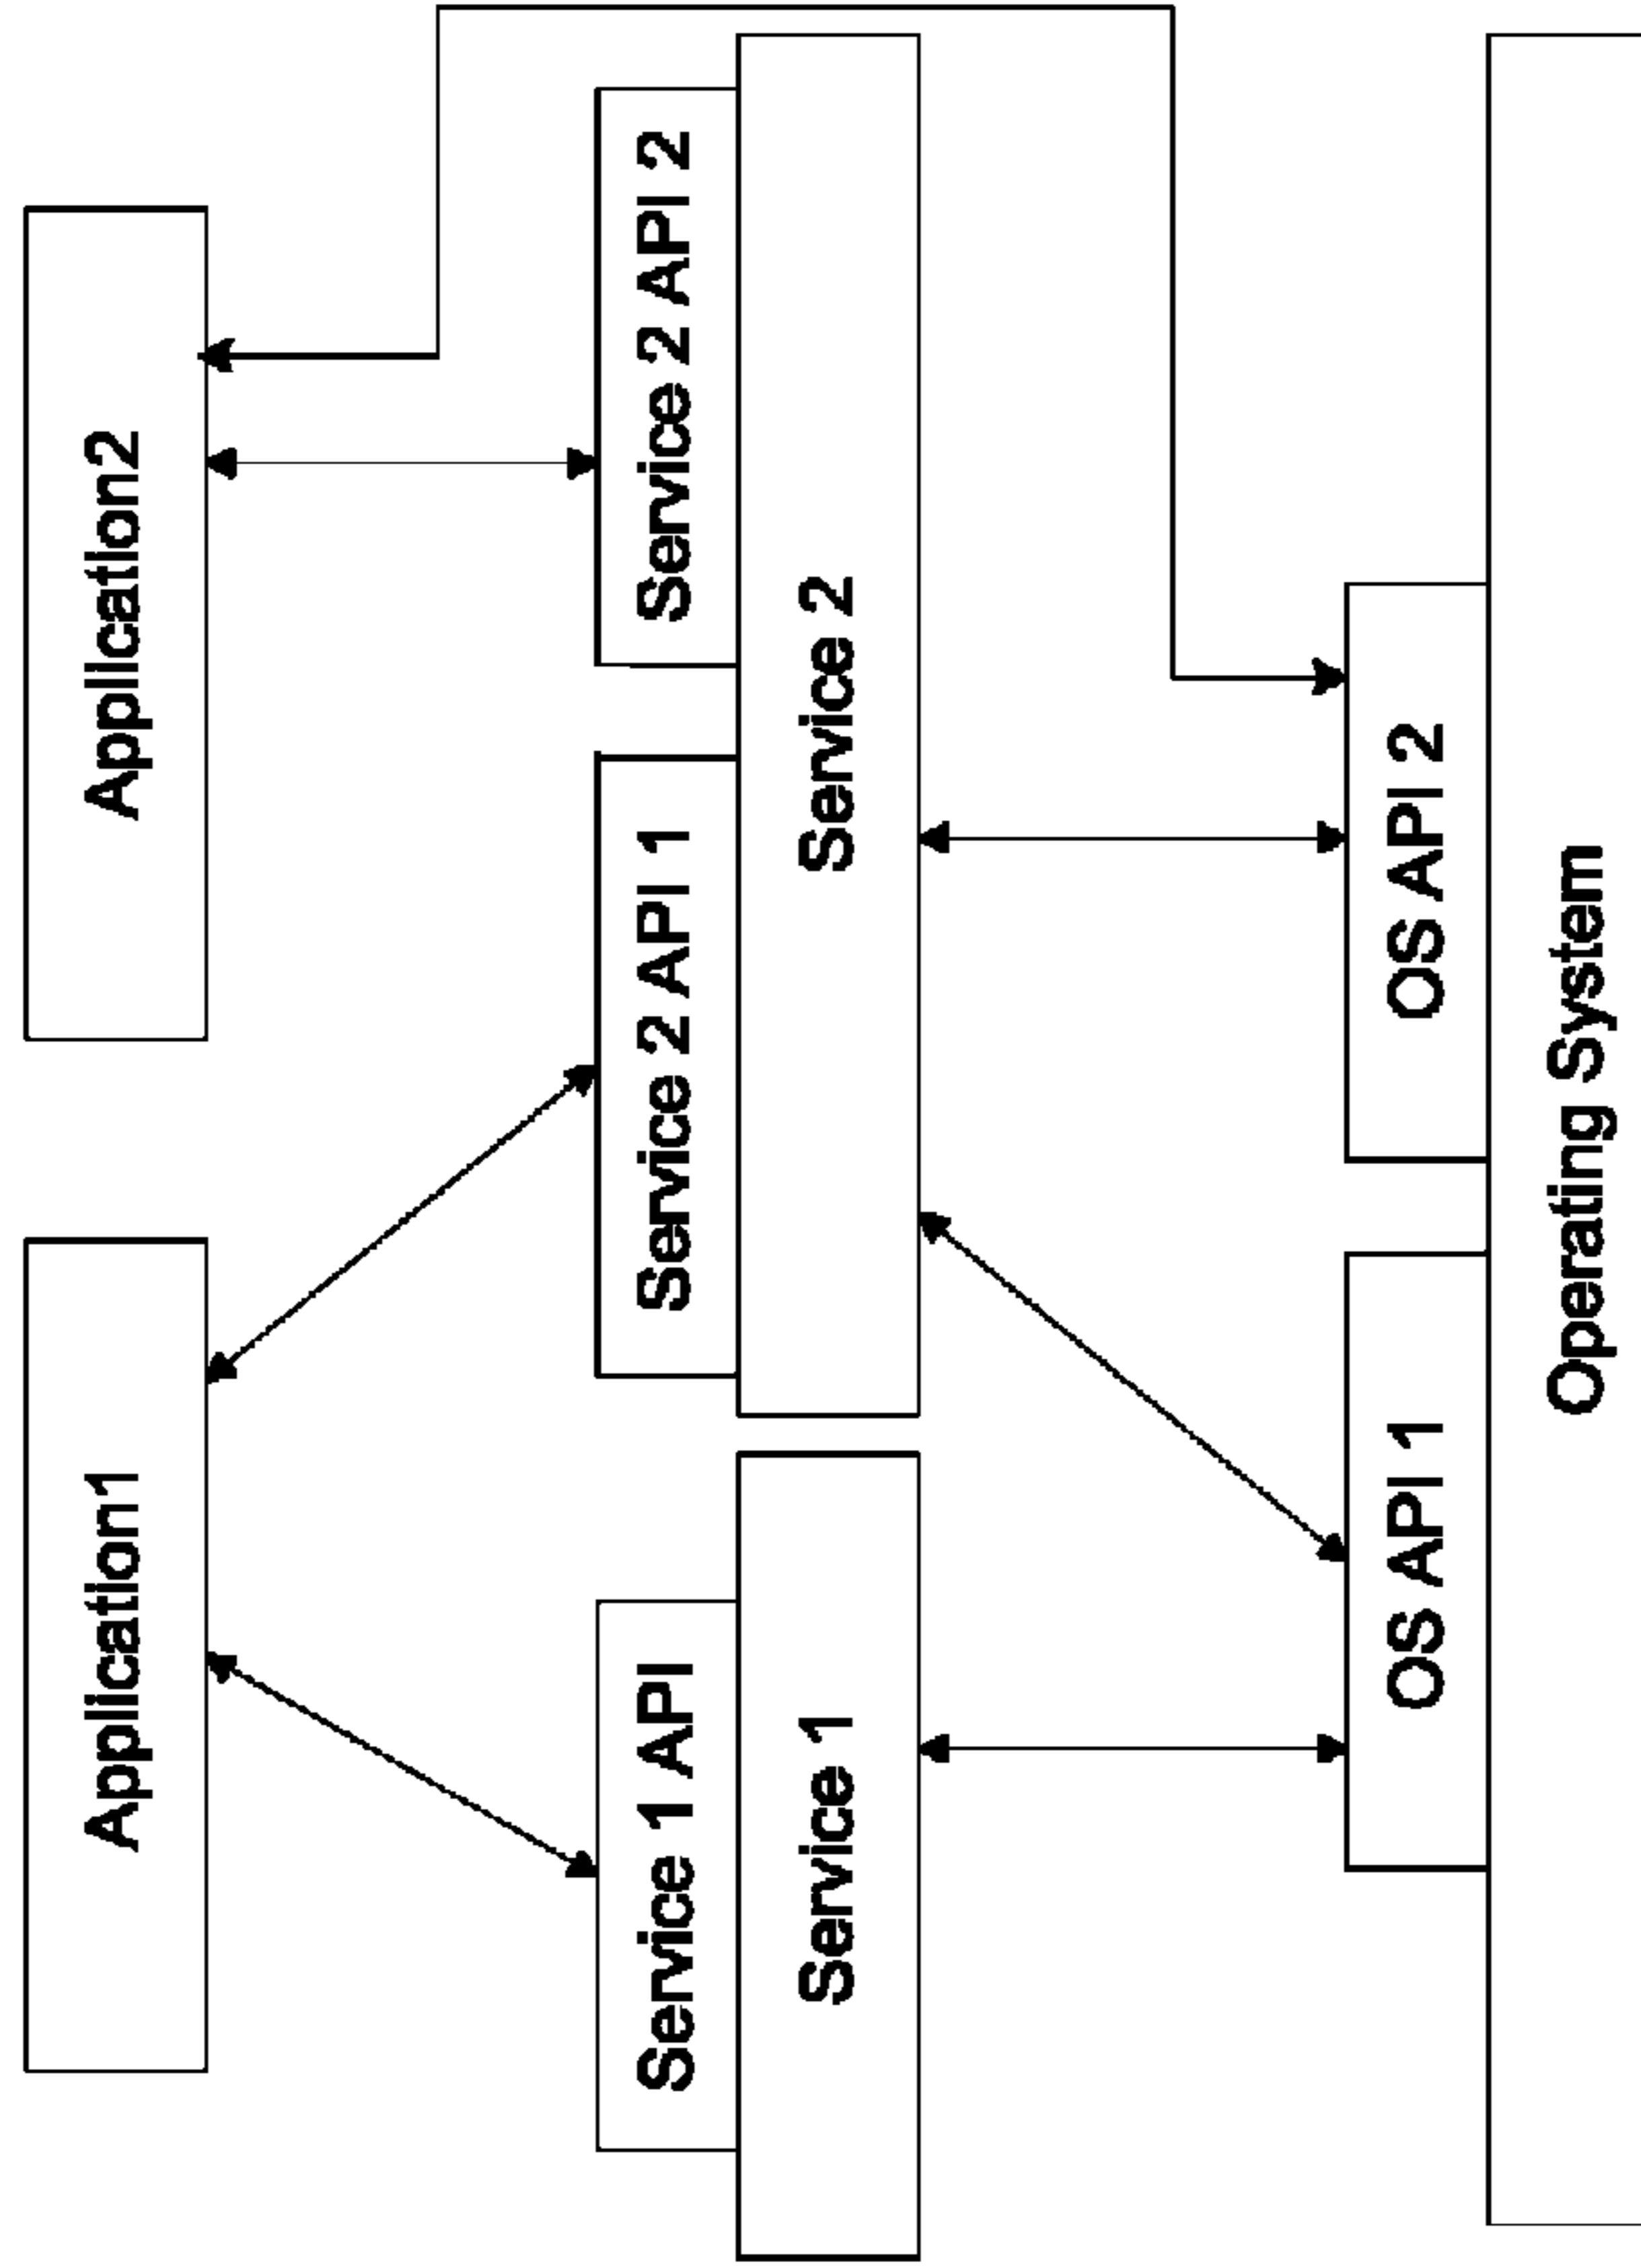 Application1
Application2
Service 1 API
Service 2 API 1
Service 2 API 2
Service 1
Service 2
OS API 1
OS API 2
Operating System